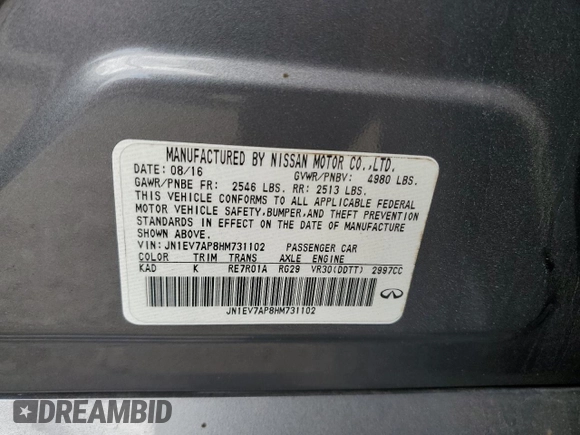 MANUFACTURED BY NISSAN MOTOR CO.,LTD.
DATE: 08/16 GVWR/PNBV: 4980 LBS.
GAWR/PNBE FR: 2546 LBS. RR: 2513 LBS.
THIS VEHICLE CONFORMS TO ALL APPLICABLE FEDERAL
MOTOR VEHICLE SAFETY,BUMPER,AND THEFT PREVENTION
STANDARDS IN EFFECT ON THE DATE OF MANUFACTURE
SHOWN ABOVE.
VIN: JN1EV7AP8HM731102 PASSENGER CAR
COLOR TRIM TRANS AXLE ENGINE
KAD K RE7R01A RG29 VR30(DDTT) 2997CC
JN1EV7AP8HM731102
DREAMBID